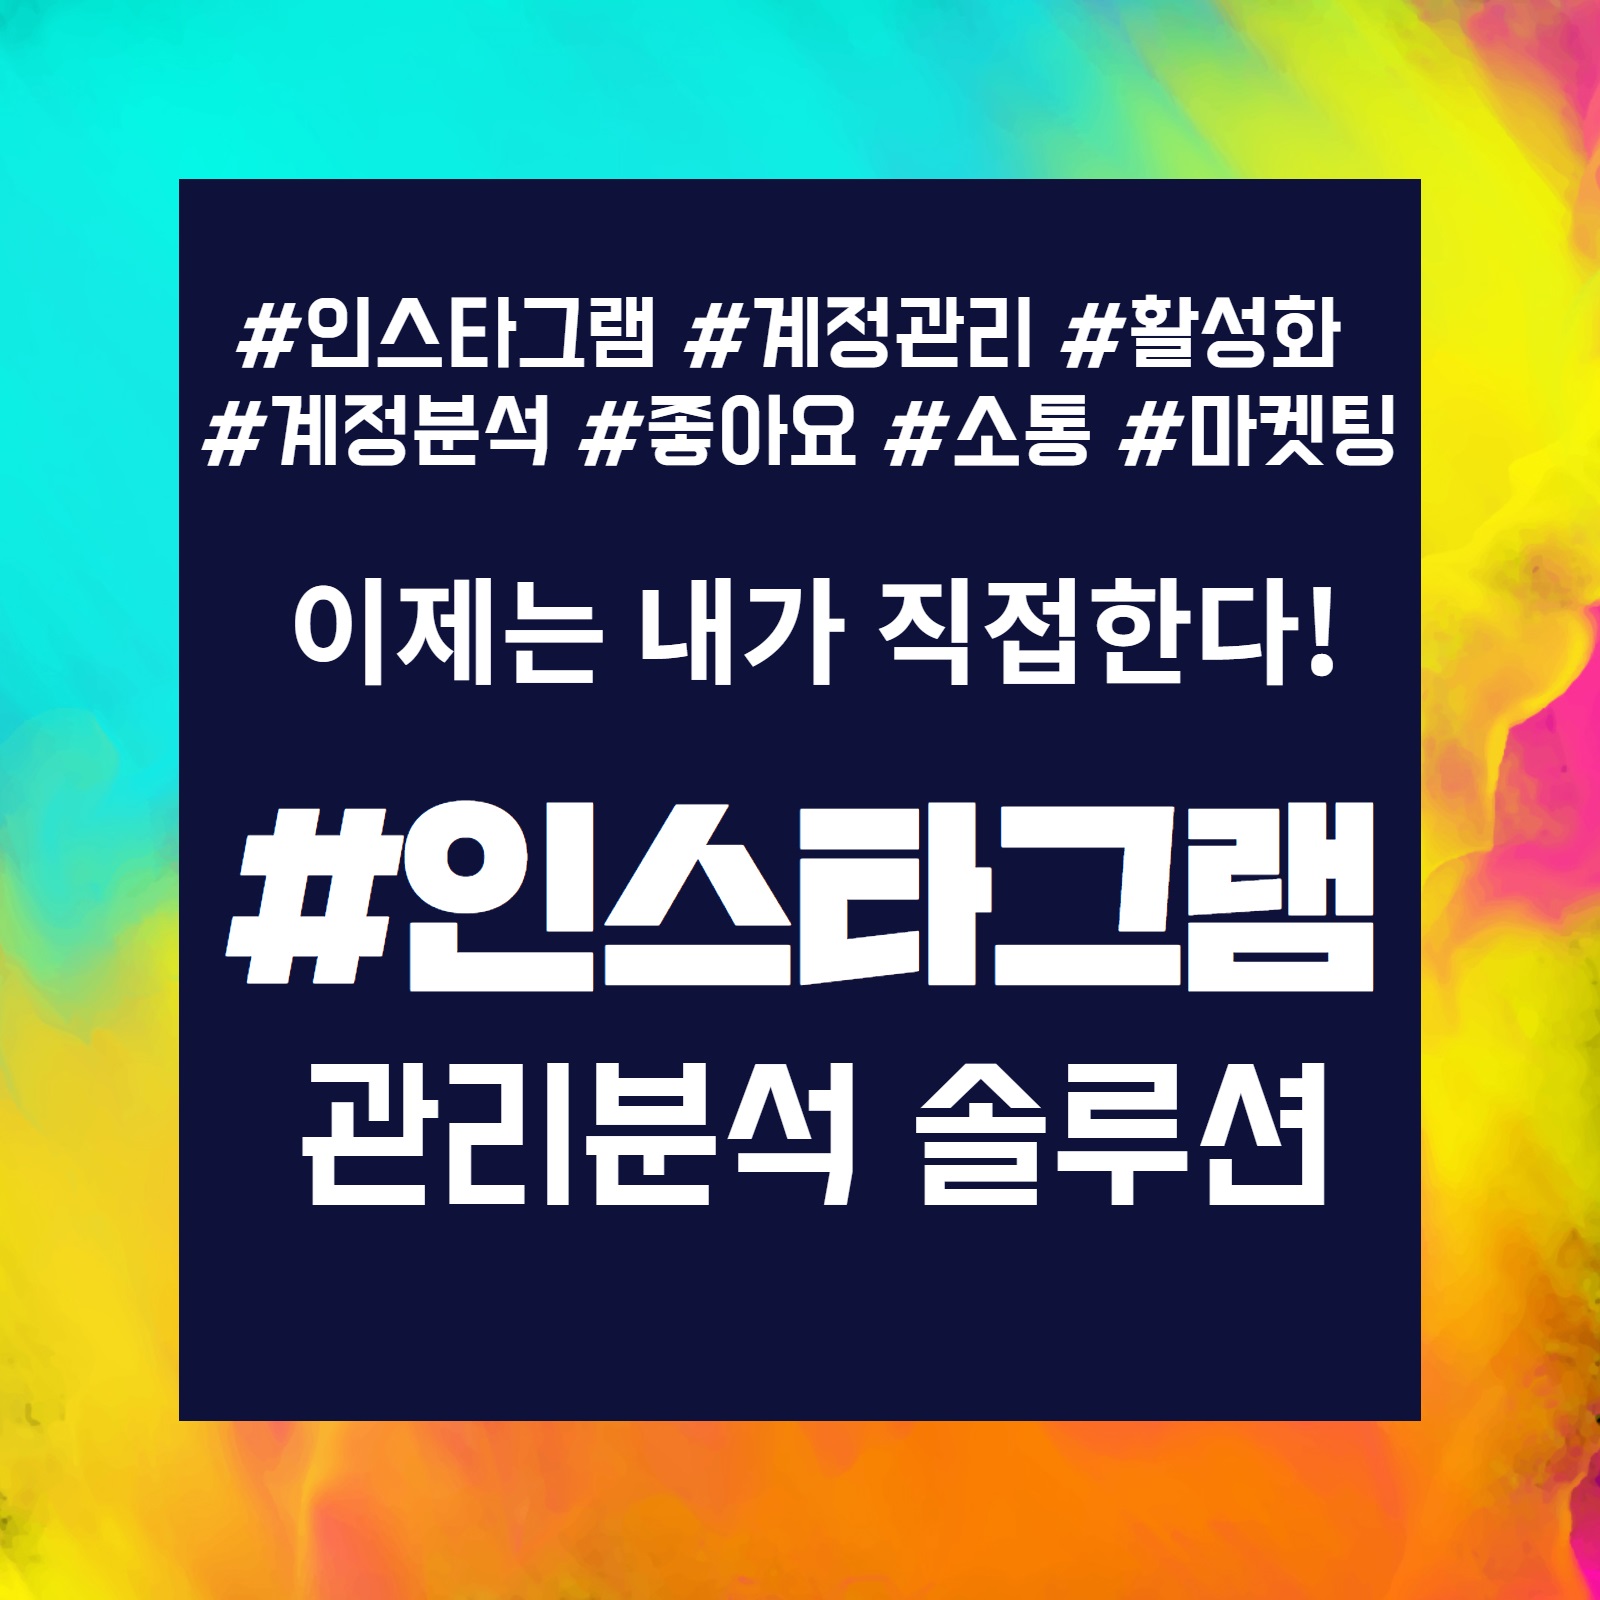 #인스타그램 #계정관리 #활성화
#계정분석 #좋아요 #소통 #마켓팅
이제는 내가 직접한다!
#인스타그램
관리분석 솔루션